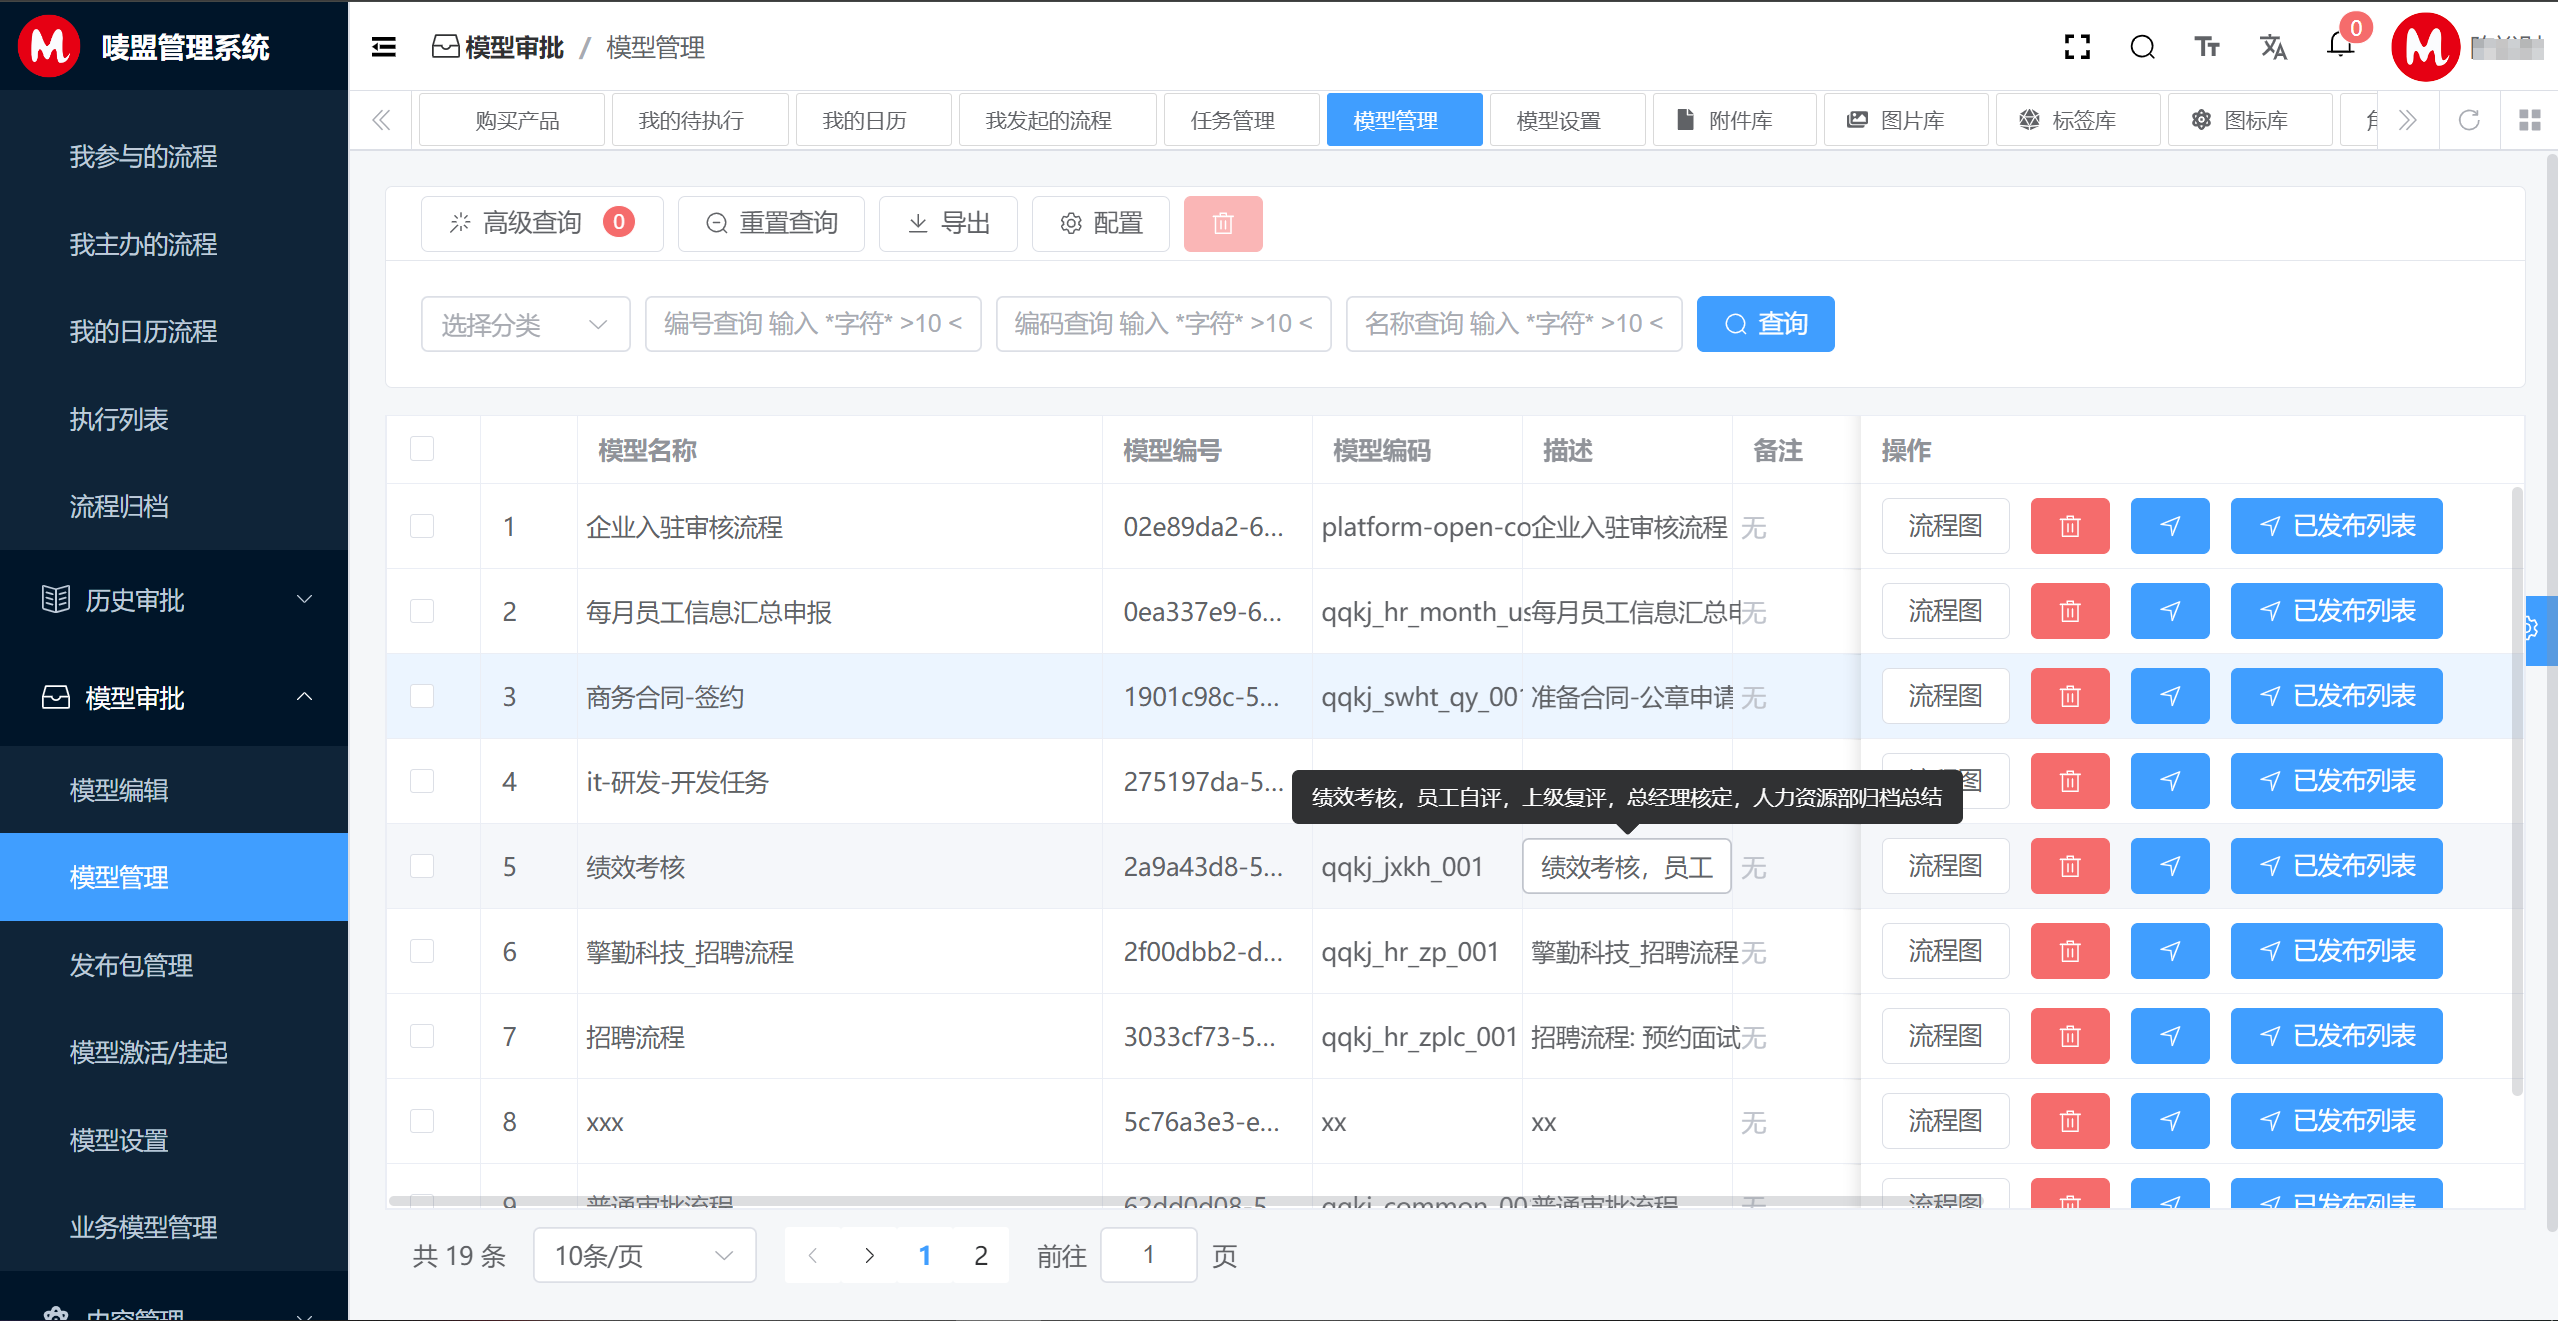 唛盟管理系统
模型审批 / 模型管理
0
购买产品
我的待执行
我的日历
我发起的流程
任务管理
模型管理
模型设置
附件库
图片库
标签库
图标库
我参与的流程
我主办的流程
我的日历流程
执行列表
流程归档
历史审批
模型审批
模型编辑
模型管理
发布包管理
模型激活/挂起
模型设置
业务模型管理
内容管理
高级查询 0
重置查询
导出
配置
选择分类
编号查询 输入 *字符* >10 <
编码查询 输入 *字符* >10 <
名称查询 输入 *字符* >10 <
查询
模型名称 模型编号 模型编码 描述 备注 操作
1 企业入驻审核流程 02e89da2-6... platform-open-co 企业入驻审核流程 无 流程图 已发布列表
2 每月员工信息汇总申报 0ea337e9-6... qqkj_hr_month_us 每月员工信息汇总申 无 流程图 已发布列表
3 商务合同-签约 1901c98c-5... qqkj_swht_qy_001 准备合同-公章申请 无 流程图 已发布列表
4 it-研发-开发任务 275197da-5... 图 已发布列表
绩效考核，员工自评，上级复评，总经理核定，人力资源部归档总结
5 绩效考核 2a9a43d8-5... qqkj_jxkh_001 绩效考核，员工 无 流程图 已发布列表
6 擎勤科技_招聘流程 2f00dbb2-d... qqkj_hr_zp_001 擎勤科技_招聘流程 无 流程图 已发布列表
7 招聘流程 3033cf73-5... qqkj_hr_zplc_001 招聘流程: 预约面试 无 流程图 已发布列表
8 xxx 5c76a3e3-e... xx xx 无 流程图 已发布列表
9 普通审批流程 62dd0d08-5... qqkj_common_00 普通审批流程 无 流程图 已发布列表
共 19 条
10条/页
1 2
前往 1 页